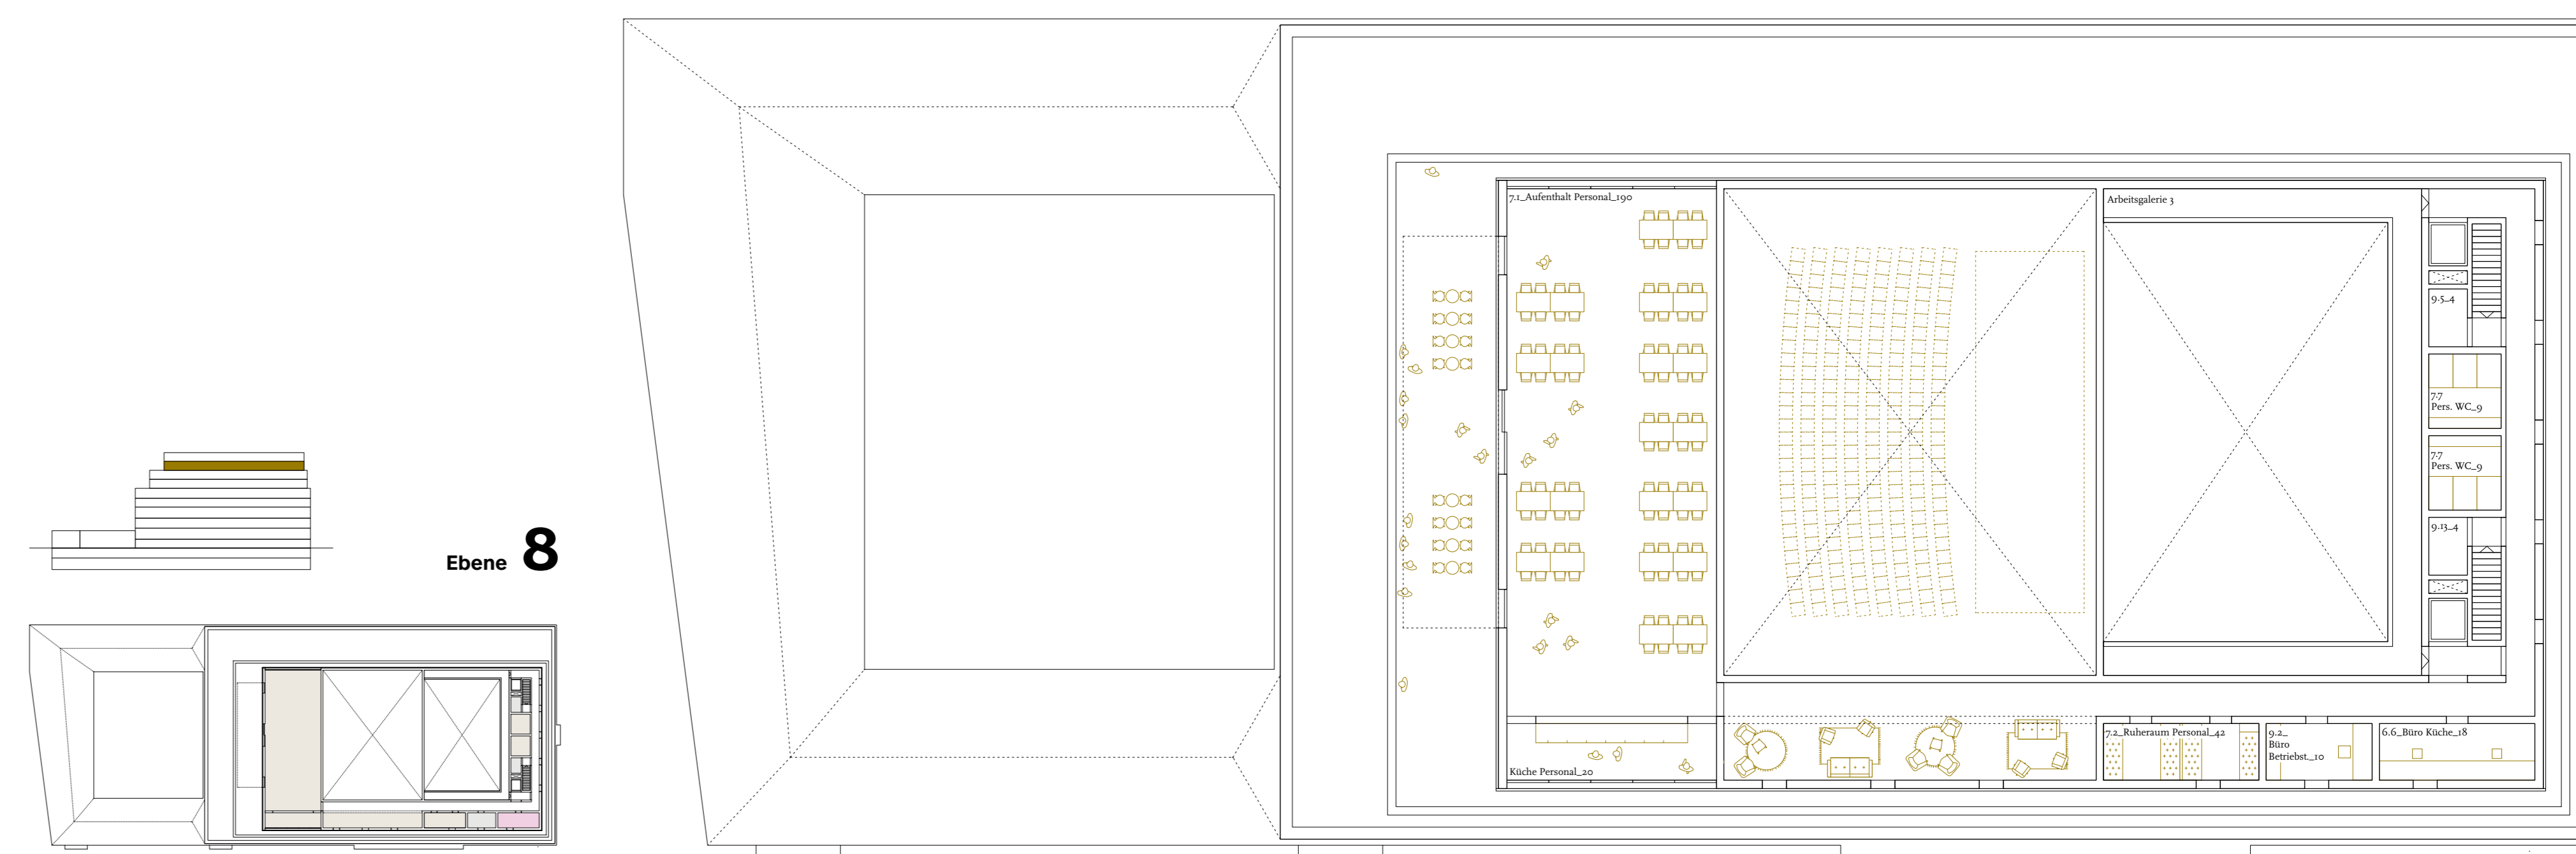 Ebene 8
7.1_Aufenthalt Personal_190
Arbeitsgalerie 3
9.5_4
7.7
Pers. WC_9
7.7
Pers. WC_9
9.13_4
7.2_Ruheraum Personal_42
9.2_
Büro
Betriebst._10
6.6_Büro Küche_18
Küche Personal_20